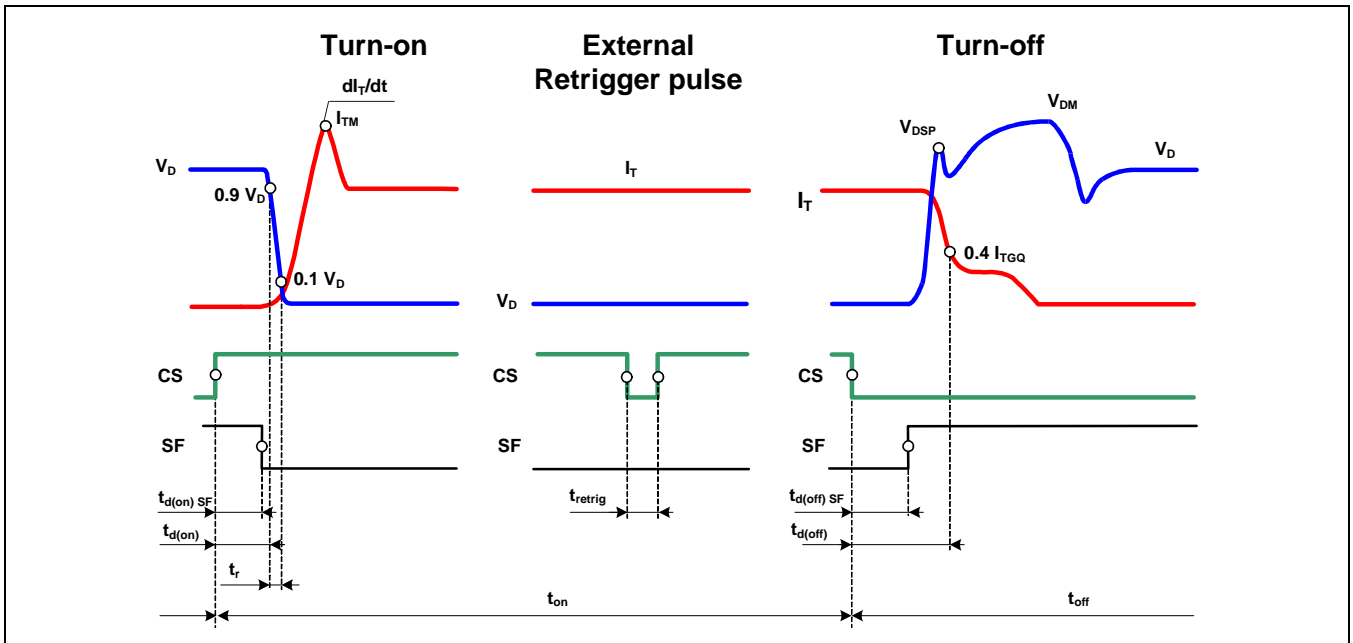 Turn-on
External
Retrigger pulse
Turn-off
dIT/dt
ITM
VD
0.9 VD
0.1 VD
IT
VD
VDSP
VDM
VD
IT
0.4 ITGQ
CS
CS
SF
SF
td(on) SF
td(on)
tr
tretrig
td(off) SF
td(off)
ton
toff